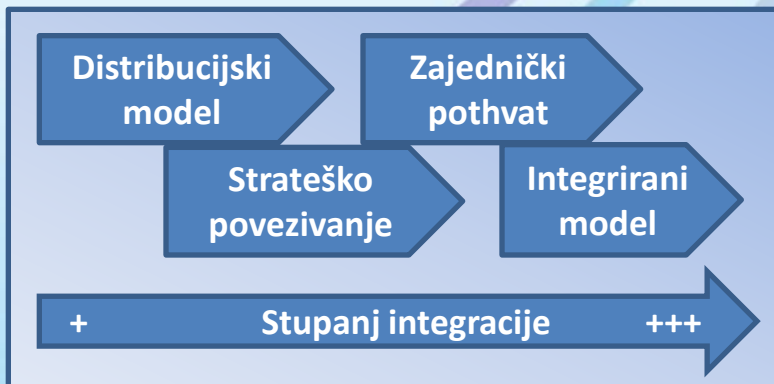 Distribucijski
model
Zajednički
pothvat
Strateško
povezivanje
Integrirani
model
+ Stupanj integracije +++